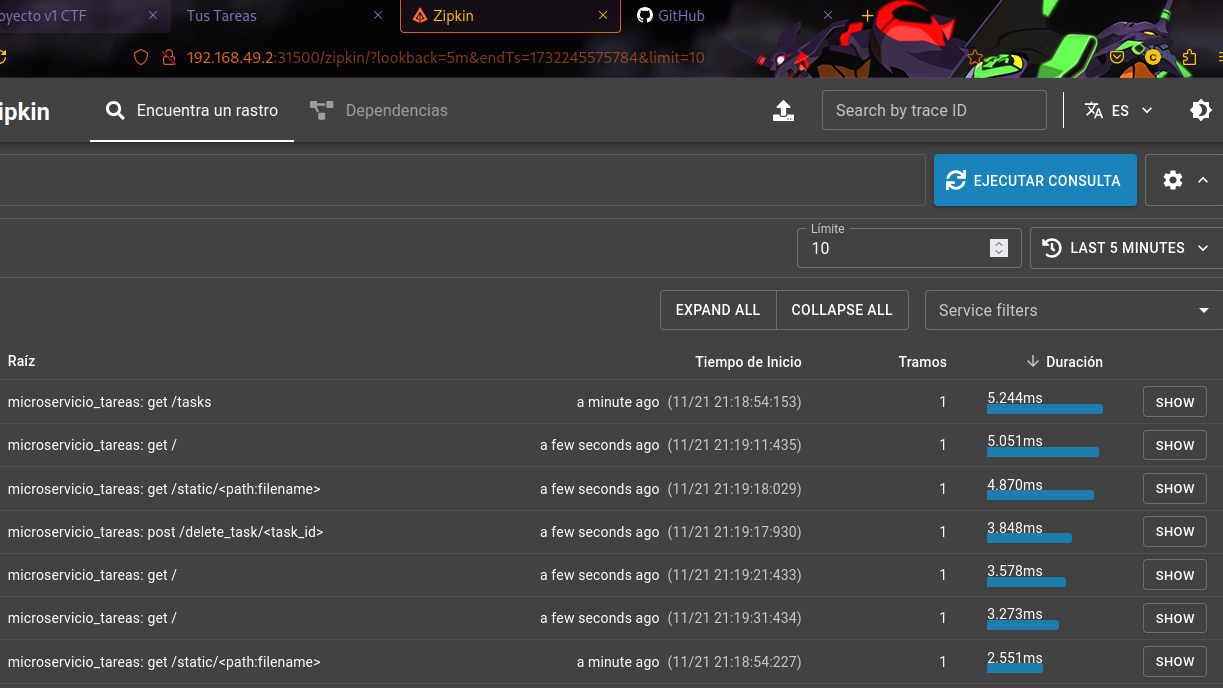 oyecto v1 CTF Tus Tareas Zipkin GitHub
192.168.49.2:31500/zipkin/?lookback=5m&endTs=1732245575784&limit=10
ipkin Encuentra un rastro Dependencias Search by trace ID ES
EJECUTAR CONSULTA
Límite
10 LAST 5 MINUTES
EXPAND ALL COLLAPSE ALL Service filters
Raíz Tiempo de Inicio Tramos Duración
microservicio_tareas: get /tasks a minute ago (11/21 21:18:54:153) 1 5.244ms SHOW
microservicio_tareas: get / a few seconds ago (11/21 21:19:11:435) 1 5.051ms SHOW
microservicio_tareas: get /static/<path:filename> a few seconds ago (11/21 21:19:18:029) 1 4.870ms SHOW
microservicio_tareas: post /delete_task/<task_id> a few seconds ago (11/21 21:19:17:930) 1 3.848ms SHOW
microservicio_tareas: get / a few seconds ago (11/21 21:19:21:433) 1 3.578ms SHOW
microservicio_tareas: get / a few seconds ago (11/21 21:19:31:434) 1 3.273ms SHOW
microservicio_tareas: get /static/<path:filename> a minute ago (11/21 21:18:54:227) 1 2.551ms SHOW